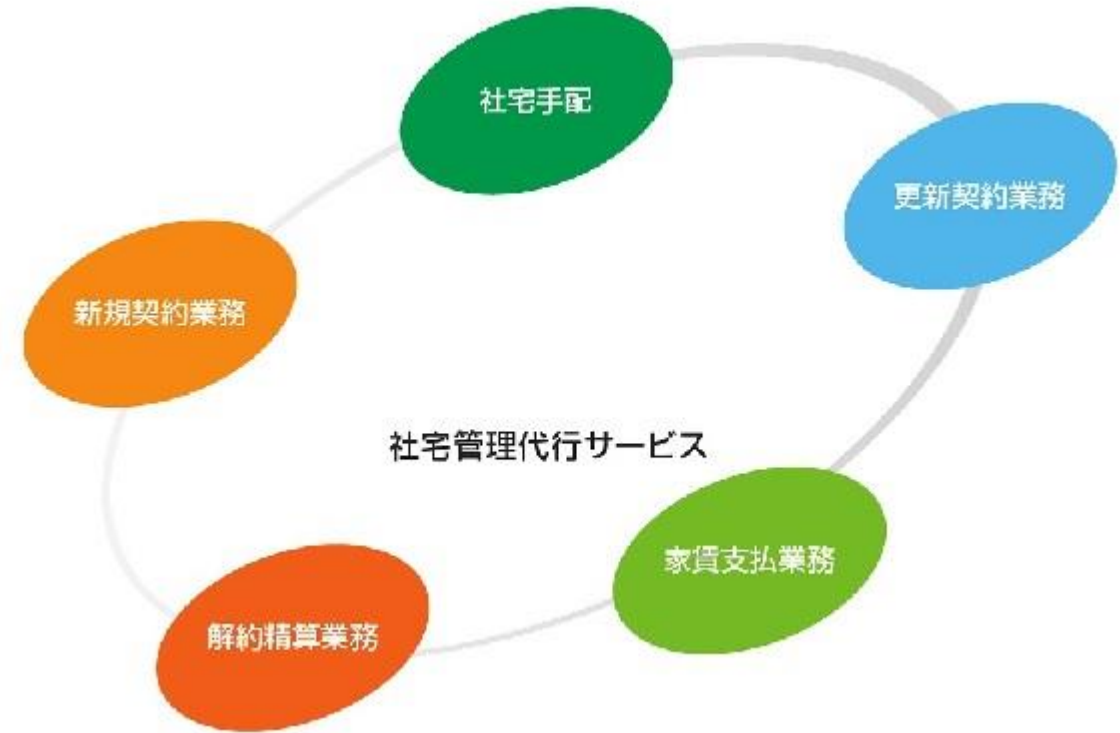 社宅手配
更新契約業務
新規契約業務
社宅管理代行サービス
家賃支払業務
解約精算業務